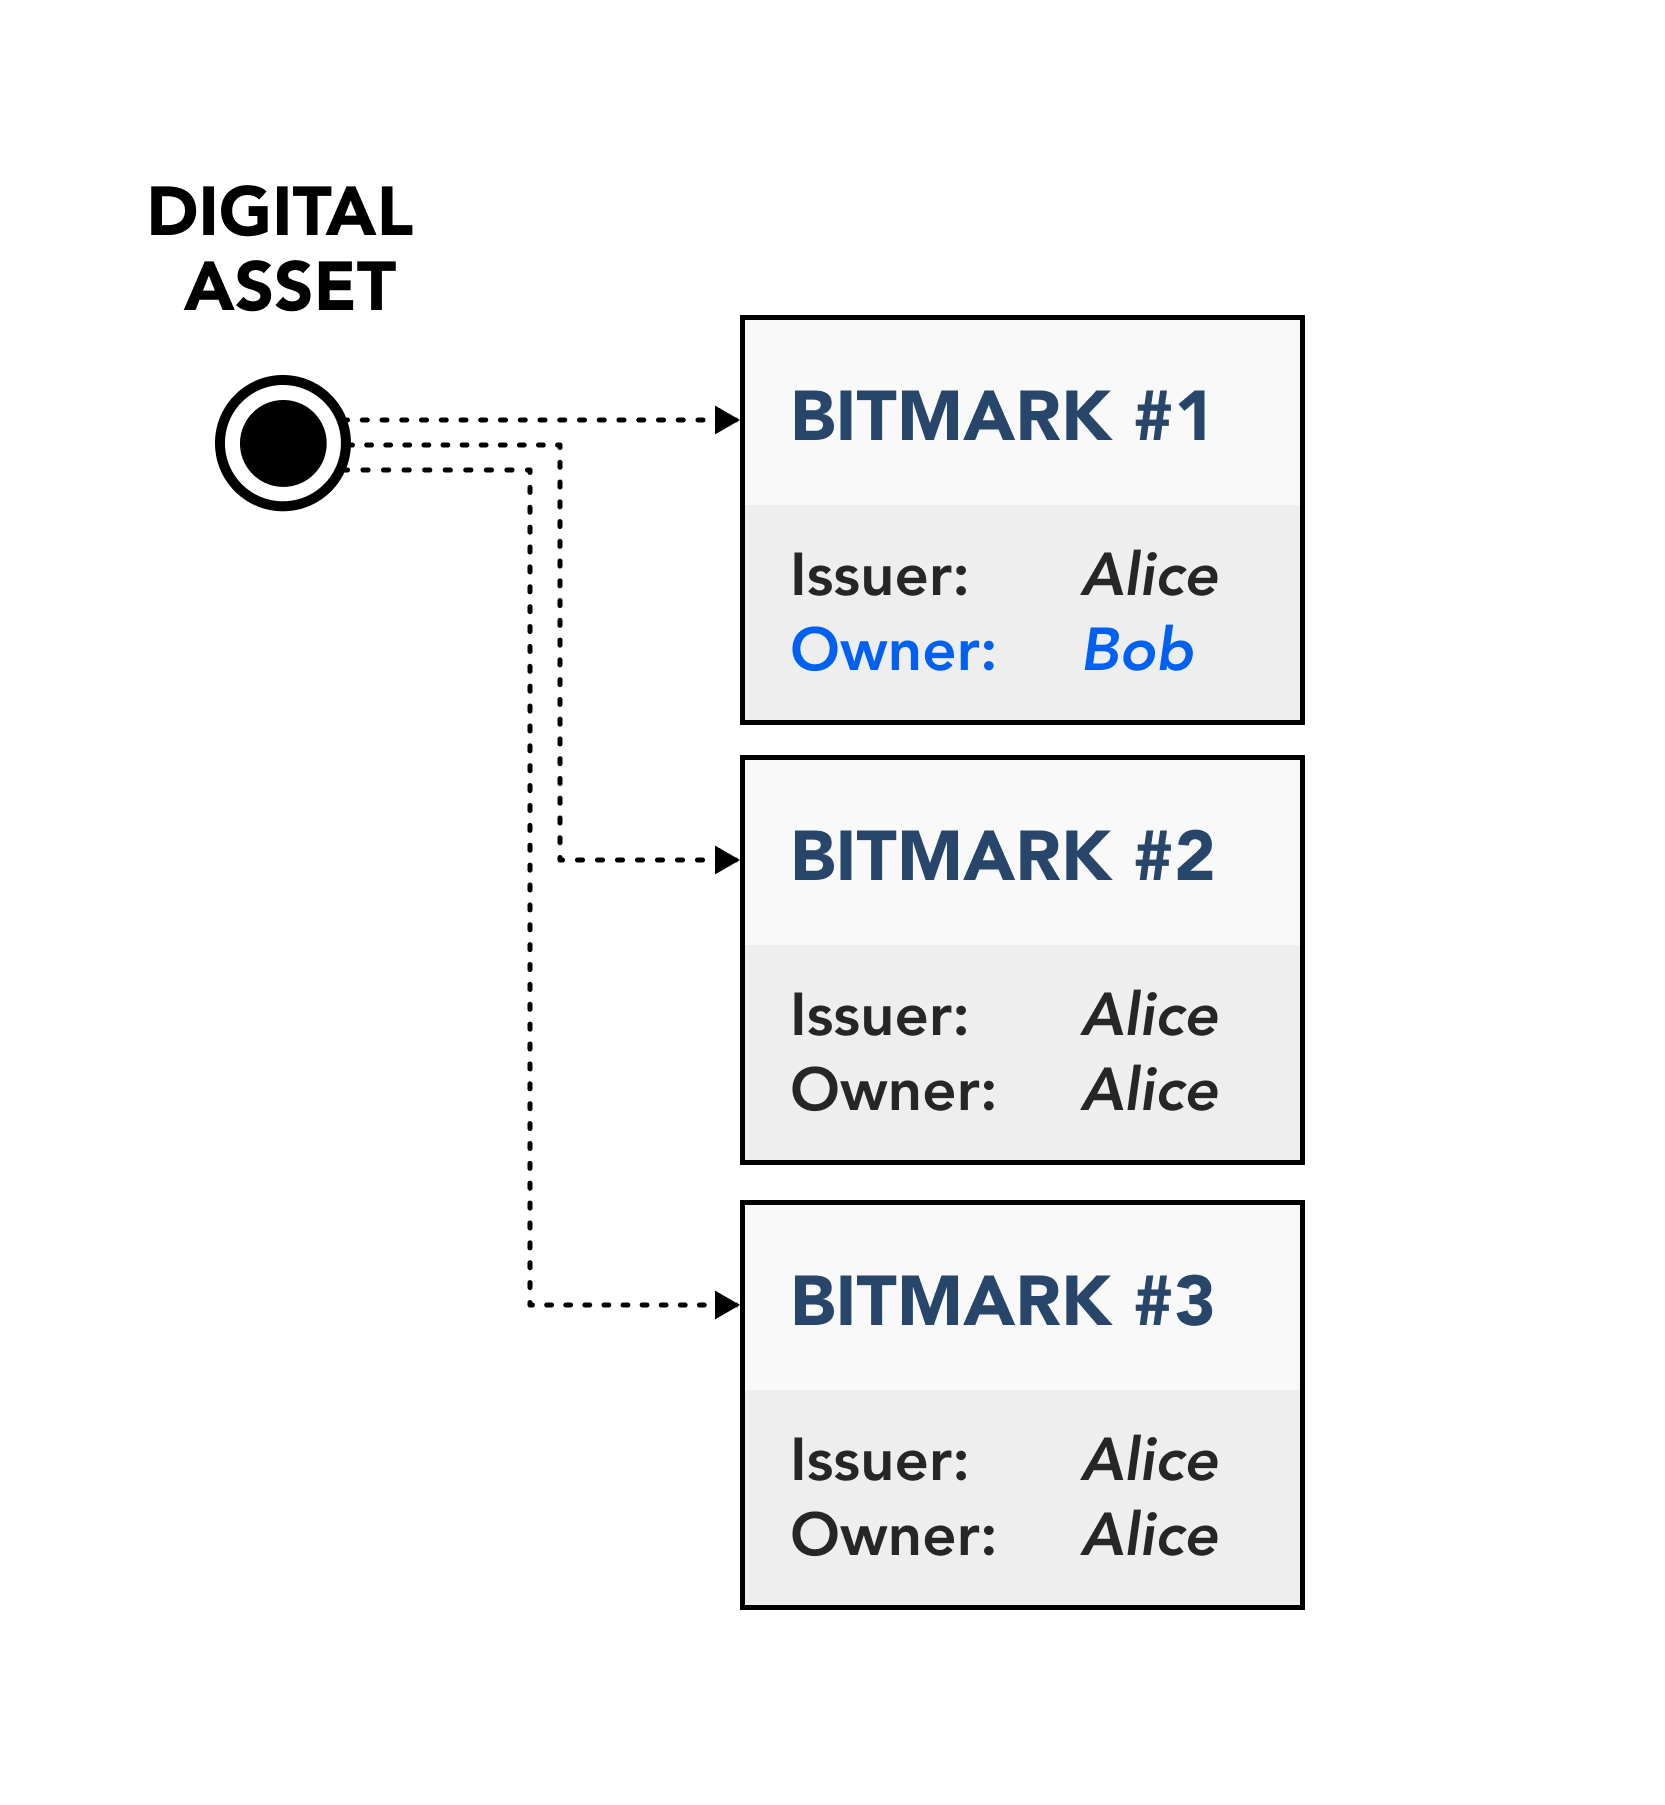 DIGITAL
ASSET
BITMARK #1
Issuer: Alice
Owner: Bob
BITMARK #2
Issuer: Alice
Owner: Alice
BITMARK #3
Issuer: Alice
Owner: Alice